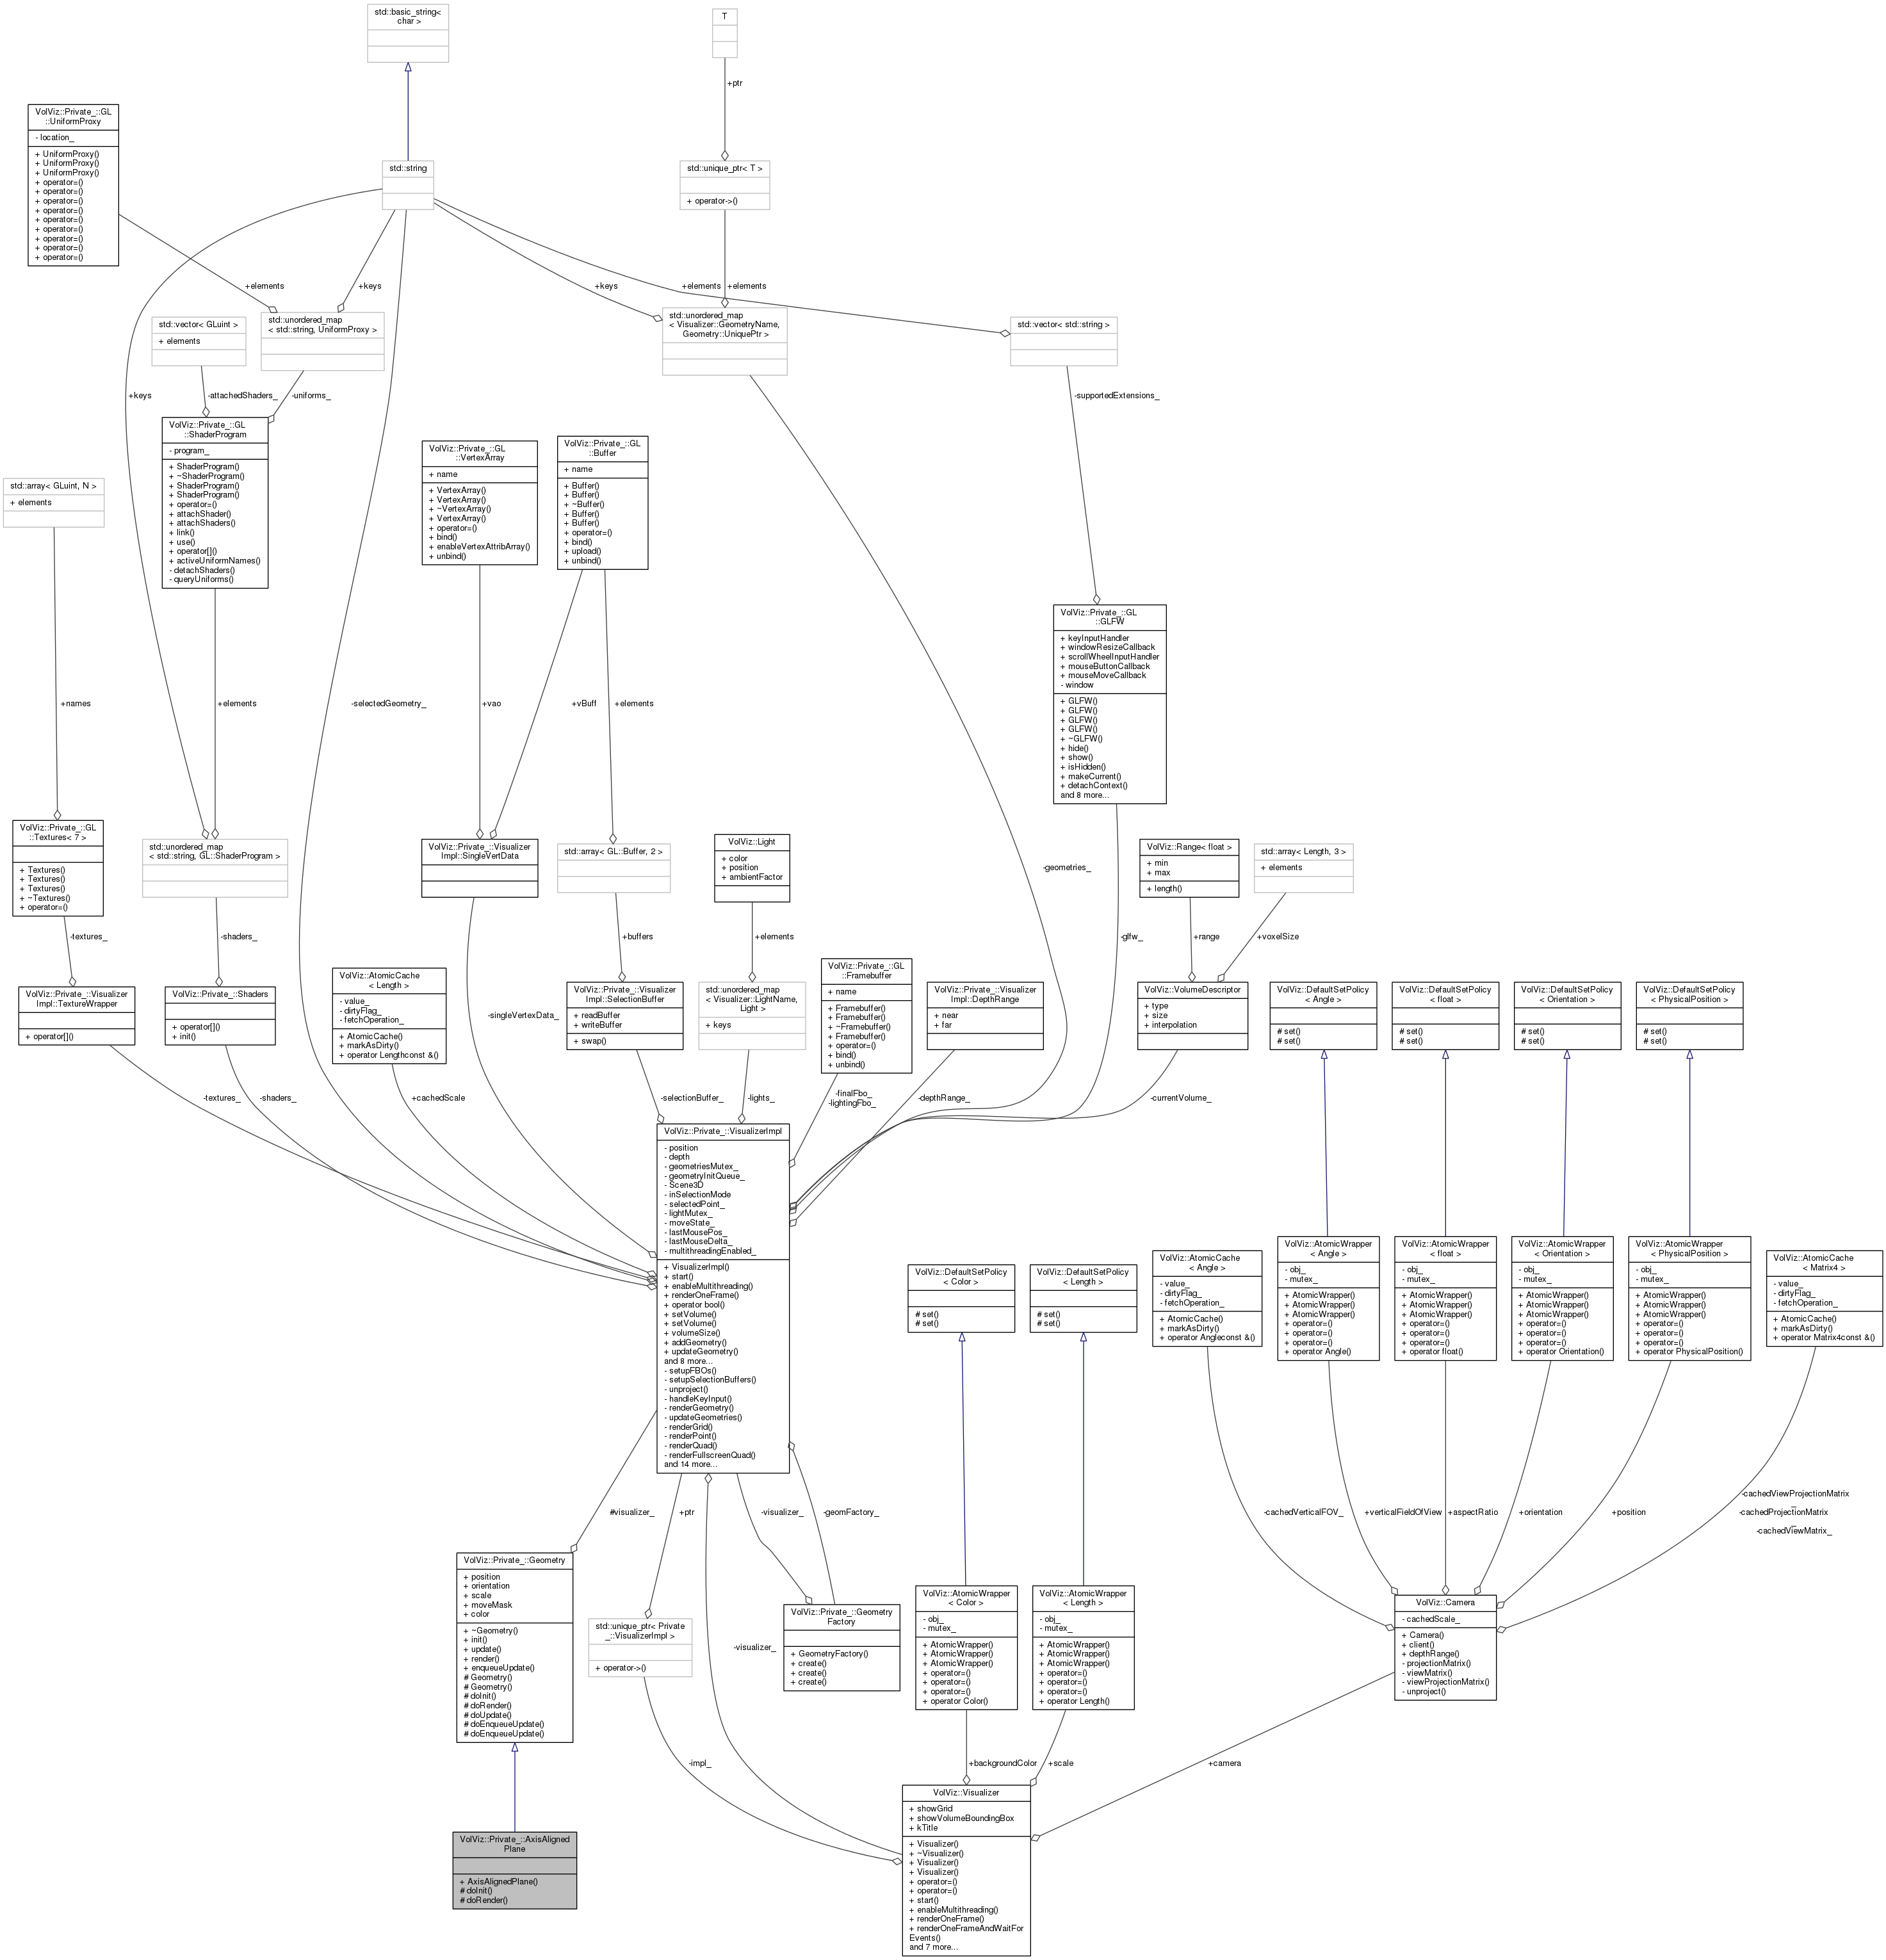 std::basic_string<
char >
T
+ptr
VolViz::Private_::GL
::UniformProxy
- location_
+ UniformProxy()
+ UniformProxy()
+ UniformProxy()
+ operator=()
+ operator=()
+ operator=()
+ operator=()
+ operator=()
+ operator=()
+ operator=()
+ operator=()
+ operator=()
std::string
std::unique_ptr< T >
+ operator->()
+elements
+keys
+keys
+elements
+elements
std::vector< GLuint >
+ elements
std::unordered_map
< std::string, UniformProxy >
std::unordered_map
< Visualizer::GeometryName,
Geometry::UniquePtr >
std::vector< std::string >
+keys
-attachedShaders_
-uniforms_
-supportedExtensions_
VolViz::Private_::GL
::ShaderProgram
- program_
+ ShaderProgram()
+ ~ShaderProgram()
+ ShaderProgram()
+ ShaderProgram()
+ operator=()
+ attachShader()
+ attachShaders()
+ link()
+ use()
+ operator[]()
+ activeUniformNames()
- detachShaders()
- queryUniforms()
VolViz::Private_::GL
::VertexArray
+ name
+ VertexArray()
+ VertexArray()
+ ~VertexArray()
+ VertexArray()
+ operator=()
+ bind()
+ enableVertexAttribArray()
+ unbind()
VolViz::Private_::GL
::Buffer
+ name
+ Buffer()
+ Buffer()
+ ~Buffer()
+ Buffer()
+ Buffer()
+ operator=()
+ bind()
+ upload()
+ unbind()
std::array< GLuint, N >
+ elements
VolViz::Private_::GL
::GLFW
+ keyInputHandler
+ windowResizeCallback
+ scrollWheelInputHandler
+ mouseButtonCallback
+ mouseMoveCallback
- window
+ GLFW()
+ GLFW()
+ GLFW()
+ GLFW()
+ ~GLFW()
+ hide()
+ show()
+ isHidden()
+ makeCurrent()
+ detachContext()
and 8 more...
+names
+elements
-selectedGeometry_
+vao
+vBuff
+elements
VolViz::Private_::GL
::Textures< 7 >
+ Textures()
+ Textures()
+ Textures()
+ ~Textures()
+ operator=()
std::unordered_map
< std::string, GL::ShaderProgram >
VolViz::Private_::Visualizer
Impl::SingleVertData
std::array< GL::Buffer, 2 >
VolViz::Light
+ color
+ position
+ ambientFactor
-geometries_
VolViz::Range< float >
+ min
+ max
+ length()
std::array< Length, 3 >
+ elements
-textures_
-shaders_
+buffers
+elements
-glfw_
+range
+voxelSize
VolViz::Private_::Visualizer
Impl::TextureWrapper
+ operator[]()
VolViz::Private_::Shaders
+ operator[]()
+ init()
VolViz::AtomicCache
< Length >
- value_
- dirtyFlag_
- fetchOperation_
+ AtomicCache()
+ markAsDirty()
+ operator Lengthconst &()
-singleVertexData_
VolViz::Private_::Visualizer
Impl::SelectionBuffer
+ readBuffer
+ writeBuffer
+ swap()
std::unordered_map
< Visualizer::LightName,
Light >
+ keys
VolViz::Private_::GL
::Framebuffer
+ name
+ Framebuffer()
+ Framebuffer()
+ ~Framebuffer()
+ Framebuffer()
+ operator=()
+ bind()
+ unbind()
VolViz::Private_::Visualizer
Impl::DepthRange
+ near
+ far
VolViz::VolumeDescriptor
+ type
+ size
+ interpolation
VolViz::DefaultSetPolicy
< Angle >
# set()
# set()
VolViz::DefaultSetPolicy
< float >
# set()
# set()
VolViz::DefaultSetPolicy
< Orientation >
# set()
# set()
VolViz::DefaultSetPolicy
< PhysicalPosition >
# set()
# set()
-textures_
-shaders_
+cachedScale
-selectionBuffer_
-lights_
-finalFbo_
-lightingFbo_
-depthRange_
-currentVolume_
VolViz::Private_::VisualizerImpl
- position
- depth
- geometriesMutex_
- geometryInitQueue_
- Scene3D
- inSelectionMode
- selectedPoint_
- lightMutex_
- moveState_
- lastMousePos_
- lastMouseDelta_
- multithreadingEnabled_
+ VisualizerImpl()
+ start()
+ enableMultithreading()
+ renderOneFrame()
+ operator bool()
+ setVolume()
+ setVolume()
+ volumeSize()
+ addGeometry()
+ updateGeometry()
and 8 more...
- setupFBOs()
- setupSelectionBuffers()
- unproject()
- handleKeyInput()
- renderGeometry()
- updateGeometries()
- renderGrid()
- renderPoint()
- renderQuad()
- renderFullscreenQuad()
and 14 more...
VolViz::DefaultSetPolicy
< Color >
# set()
# set()
VolViz::DefaultSetPolicy
< Length >
# set()
# set()
VolViz::AtomicCache
< Angle >
- value_
- dirtyFlag_
- fetchOperation_
+ AtomicCache()
+ markAsDirty()
+ operator Angleconst &()
VolViz::AtomicWrapper
< Angle >
- obj_
- mutex_
+ AtomicWrapper()
+ AtomicWrapper()
+ AtomicWrapper()
+ operator=()
+ operator=()
+ operator=()
+ operator Angle()
VolViz::AtomicWrapper
< float >
- obj_
- mutex_
+ AtomicWrapper()
+ AtomicWrapper()
+ AtomicWrapper()
+ operator=()
+ operator=()
+ operator=()
+ operator float()
VolViz::AtomicWrapper
< Orientation >
- obj_
- mutex_
+ AtomicWrapper()
+ AtomicWrapper()
+ AtomicWrapper()
+ operator=()
+ operator=()
+ operator=()
+ operator Orientation()
VolViz::AtomicWrapper
< PhysicalPosition >
- obj_
- mutex_
+ AtomicWrapper()
+ AtomicWrapper()
+ AtomicWrapper()
+ operator=()
+ operator=()
+ operator=()
+ operator PhysicalPosition()
VolViz::AtomicCache
< Matrix4 >
- value_
- dirtyFlag_
- fetchOperation_
+ AtomicCache()
+ markAsDirty()
+ operator Matrix4const &()
#visualizer_
+ptr
-visualizer_
-geomFactory_
-cachedVerticalFOV_
+verticalFieldOfView
+aspectRatio
+orientation
+position
-cachedViewProjectionMatrix
_
-cachedProjectionMatrix
_
-cachedViewMatrix_
VolViz::Private_::Geometry
+ position
+ orientation
+ scale
+ moveMask
+ color
+ ~Geometry()
+ init()
+ update()
+ render()
+ enqueueUpdate()
# Geometry()
# Geometry()
# doInit()
# doRender()
# doUpdate()
# doEnqueueUpdate()
# doEnqueueUpdate()
std::unique_ptr< Private
_::VisualizerImpl >
+ operator->()
-visualizer_
VolViz::Private_::Geometry
Factory
+ GeometryFactory()
+ create()
+ create()
+ create()
VolViz::AtomicWrapper
< Color >
- obj_
- mutex_
+ AtomicWrapper()
+ AtomicWrapper()
+ AtomicWrapper()
+ operator=()
+ operator=()
+ operator=()
+ operator Color()
VolViz::AtomicWrapper
< Length >
- obj_
- mutex_
+ AtomicWrapper()
+ AtomicWrapper()
+ AtomicWrapper()
+ operator=()
+ operator=()
+ operator=()
+ operator Length()
VolViz::Camera
- cachedScale_
+ Camera()
+ client()
+ depthRange()
- projectionMatrix()
- viewMatrix()
- viewProjectionMatrix()
- unproject()
-impl_
+backgroundColor
+scale
+camera
VolViz::Private_::AxisAligned
Plane
+ AxisAlignedPlane()
# doInit()
# doRender()
VolViz::Visualizer
+ showGrid
+ showVolumeBoundingBox
+ kTitle
+ Visualizer()
+ ~Visualizer()
+ Visualizer()
+ Visualizer()
+ operator=()
+ operator=()
+ start()
+ enableMultithreading()
+ renderOneFrame()
+ renderOneFrameAndWaitFor
Events()
and 7 more...